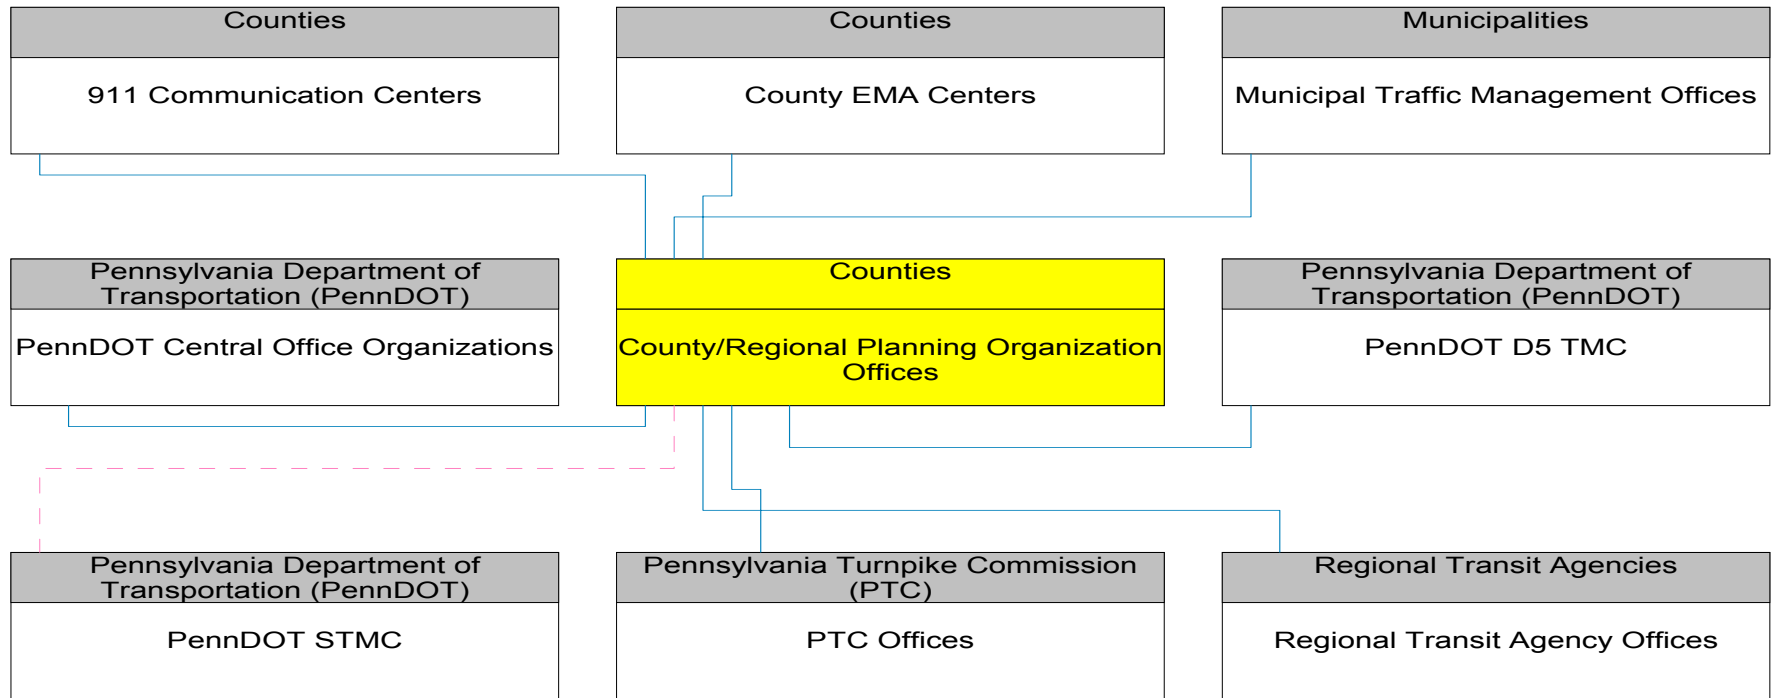 Counties
911 Communication Centers
Counties
County EMA Centers
Municipalities
Municipal Traffic Management Offices
Pennsylvania Department of
Transportation (PennDOT)
PennDOT Central Office Organizations
Counties
County/Regional Planning Organization
Offices
Pennsylvania Department of
Transportation (PennDOT)
PennDOT D5 TMC
Pennsylvania Department of
Transportation (PennDOT)
PennDOT STMC
Pennsylvania Turnpike Commission
(PTC)
PTC Offices
Regional Transit Agencies
Regional Transit Agency Offices